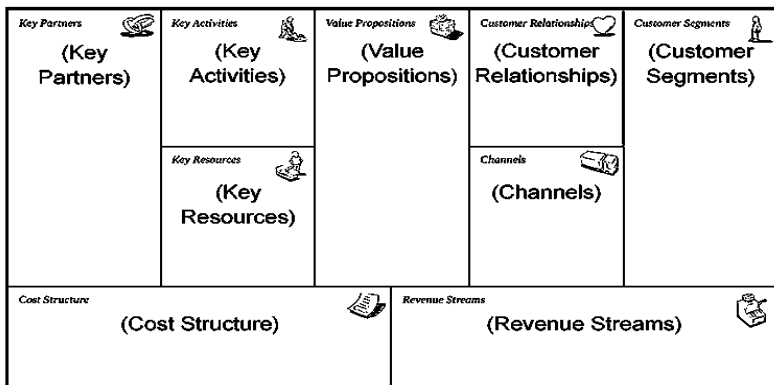 Key Partners
(Key
Partners)
Key Activities
(Key
Activities)
Key Resources
(Key
Resources)
Value Propositions
(Value
Propositions)
Customer Relationships
(Customer
Relationships)
Channels
(Channels)
Customer Segments
(Customer
Segments)
Cost Structure
(Cost Structure)
Revenue Streams
(Revenue Streams)